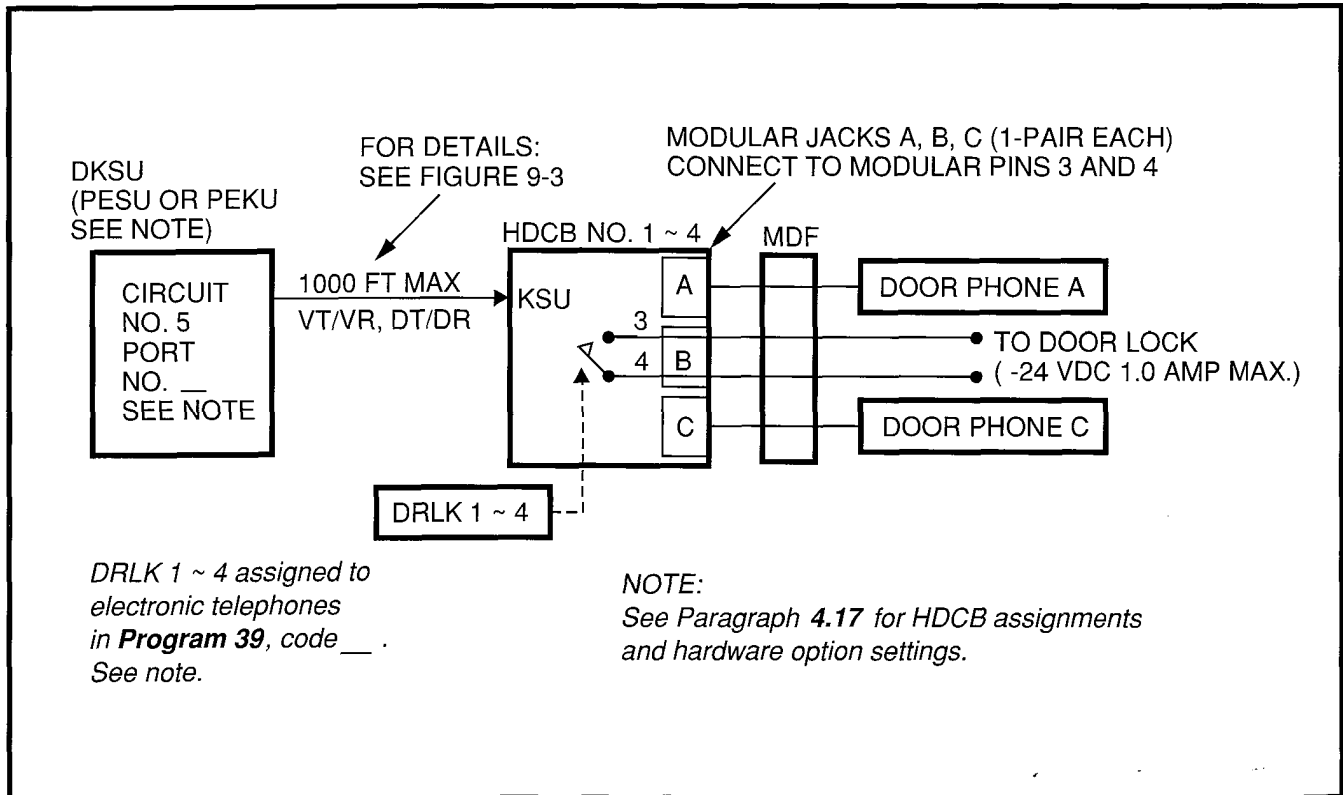 DKSU
(PESU OR PEKU
SEE NOTE)
FOR DETAILS:
SEE FIGURE 9-3
MODULAR JACKS A, B, C (1-PAIR EACH)
CONNECT TO MODULAR PINS 3 AND 4
HDCB NO. 1 ~ 4
MDF
CIRCUIT
NO. 5
PORT
NO. __
SEE NOTE
1000 FT MAX
VT/VR, DT/DR
KSU
A
3
4
B
C
DOOR PHONE A
TO DOOR LOCK
( -24 VDC 1.0 AMP MAX.)
DOOR PHONE C
DRLK 1 ~ 4
DRLK 1 ~ 4 assigned to
electronic telephones
in Program 39, code __ .
See note.
NOTE:
See Paragraph 4.17 for HDCB assignments
and hardware option settings.